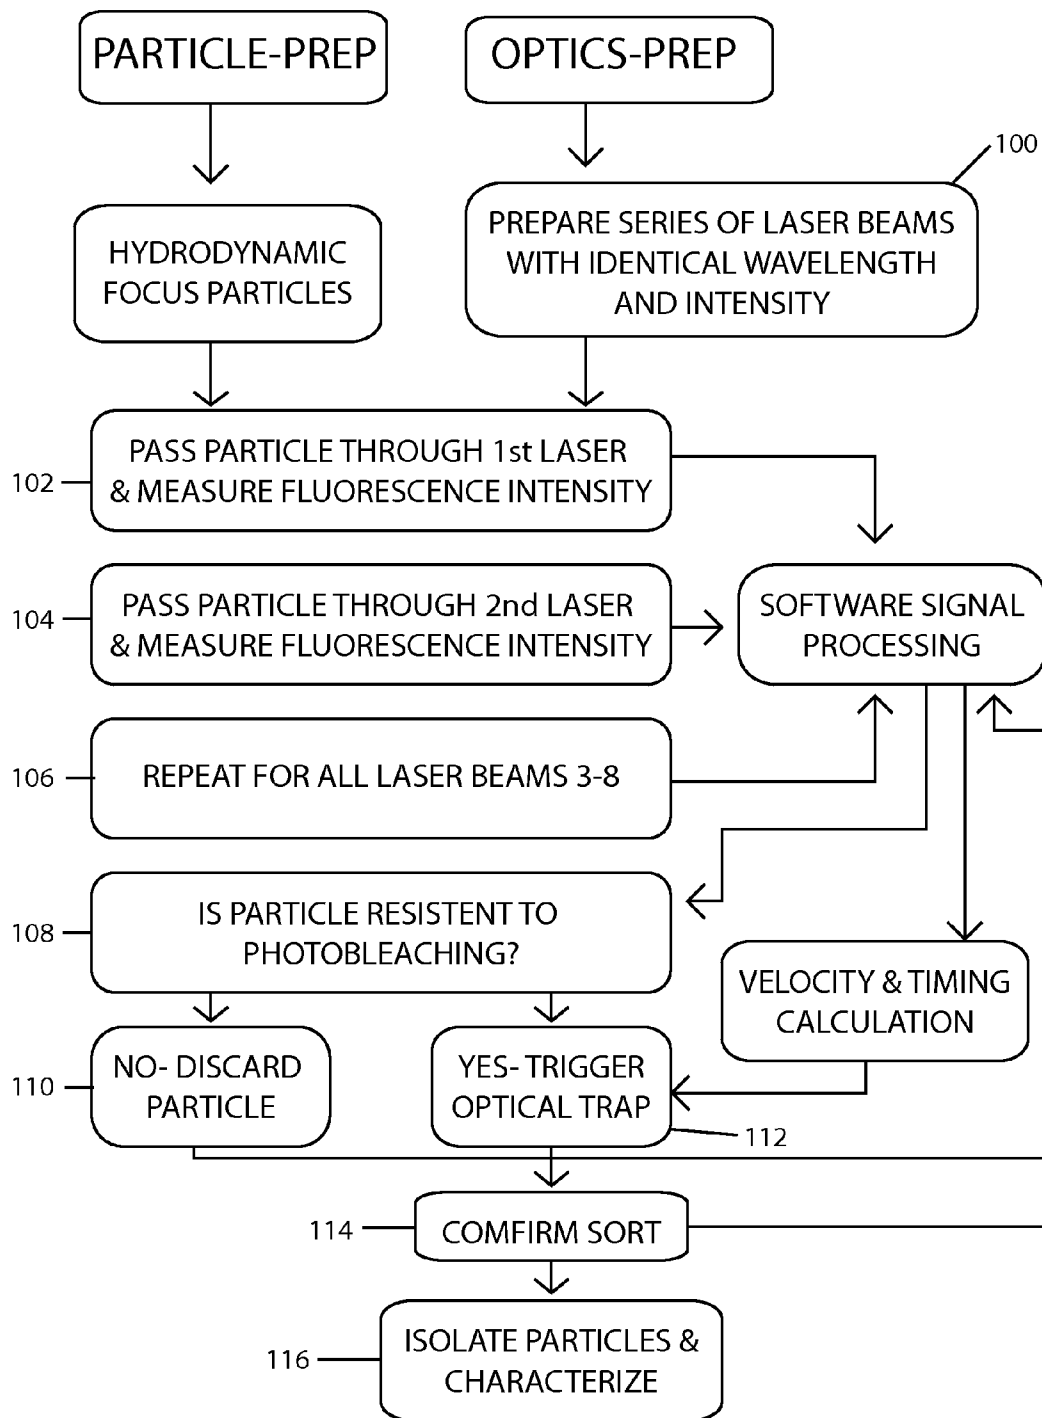 PARTICLE-PREP
OPTICS-PREP
100
HYDRODYNAMIC
FOCUS PARTICLES
PREPARE SERIES OF LASER BEAMS
WITH IDENTICAL WAVELENGTH
AND INTENSITY
102
PASS PARTICLE THROUGH 1st LASER
& MEASURE FLUORESCENCE INTENSITY
104
PASS PARTICLE THROUGH 2nd LASER
& MEASURE FLUORESCENCE INTENSITY
SOFTWARE SIGNAL
PROCESSING
106
REPEAT FOR ALL LASER BEAMS 3-8
108
IS PARTICLE RESISTENT TO
PHOTOBLEACHING?
VELOCITY & TIMING
CALCULATION
110
NO- DISCARD
PARTICLE
YES- TRIGGER
OPTICAL TRAP
112
114
COMFIRM SORT
116
ISOLATE PARTICLES &
CHARACTERIZE